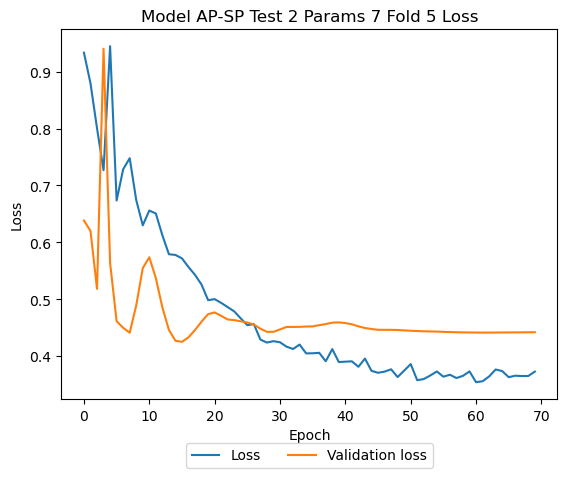 Model AP-SP Test 2 Params 7 Fold 5 Loss
0.9
0.8
0.7
0.6
0.5
0.4
Loss
0 10 20 30 40 50 60 70
Epoch
Loss Validation loss